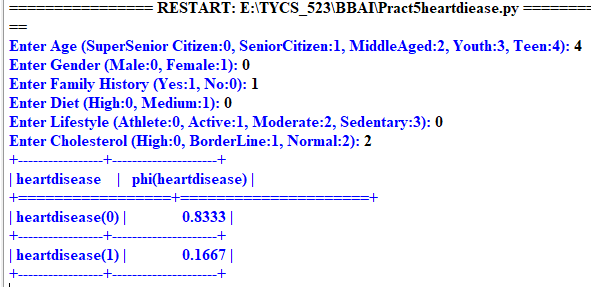 ================ RESTART: E:\TYCS_523\BBAI\Pract5heartdiease.py =========
==
Enter Age (SuperSenior Citizen:0, SeniorCitizen:1, MiddleAged:2, Youth:3, Teen:4): 4
Enter Gender (Male:0, Female:1): 0
Enter Family History (Yes:1, No:0): 1
Enter Diet (High:0, Medium:1): 0
Enter Lifestyle (Athlete:0, Active:1, Moderate:2, Sedentary:3): 0
Enter Cholesterol (High:0, BorderLine:1, Normal:2): 2
+-----------------+---------------------+
| heartdisease    |   phi(heartdisease) |
+=================+=====================+
| heartdisease(0) |              0.8333 |
+-----------------+---------------------+
| heartdisease(1) |              0.1667 |
+-----------------+---------------------+